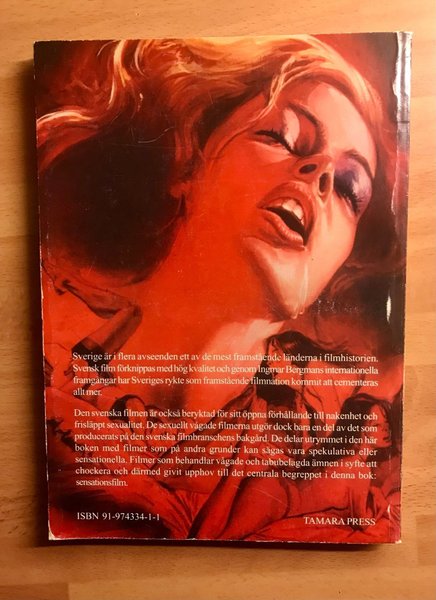 Sverige är i flera avseenden ett av de mest framstående länderna i filmhistorien.
Svensk film förknippas med hög kvalitet och genom Ingmar Bergmans internationella
framgångar har Sveriges rykte som framstående filmnation kommit att cementeras
allt mer.
Den svenska filmen är också beryktad för sitt öppna förhållande till nakenhet och
frisläppt sexualitet. De sexuellt vågade filmerna utgör dock bara en del av det som
producerats på den svenska filmbranschens bakgård. De delar utrymmet i den här
boken med filmer som på andra grunder kan sägas vara spekulativa eller
sensationella. Filmer som behandlar vågade och tabubelagda ämnen i syfte att
chockera och därmed givit upphov till det centrala begreppet i denna bok:
sensationsfilm.
ISBN 91-974334-1-1
TAMARA PRESS